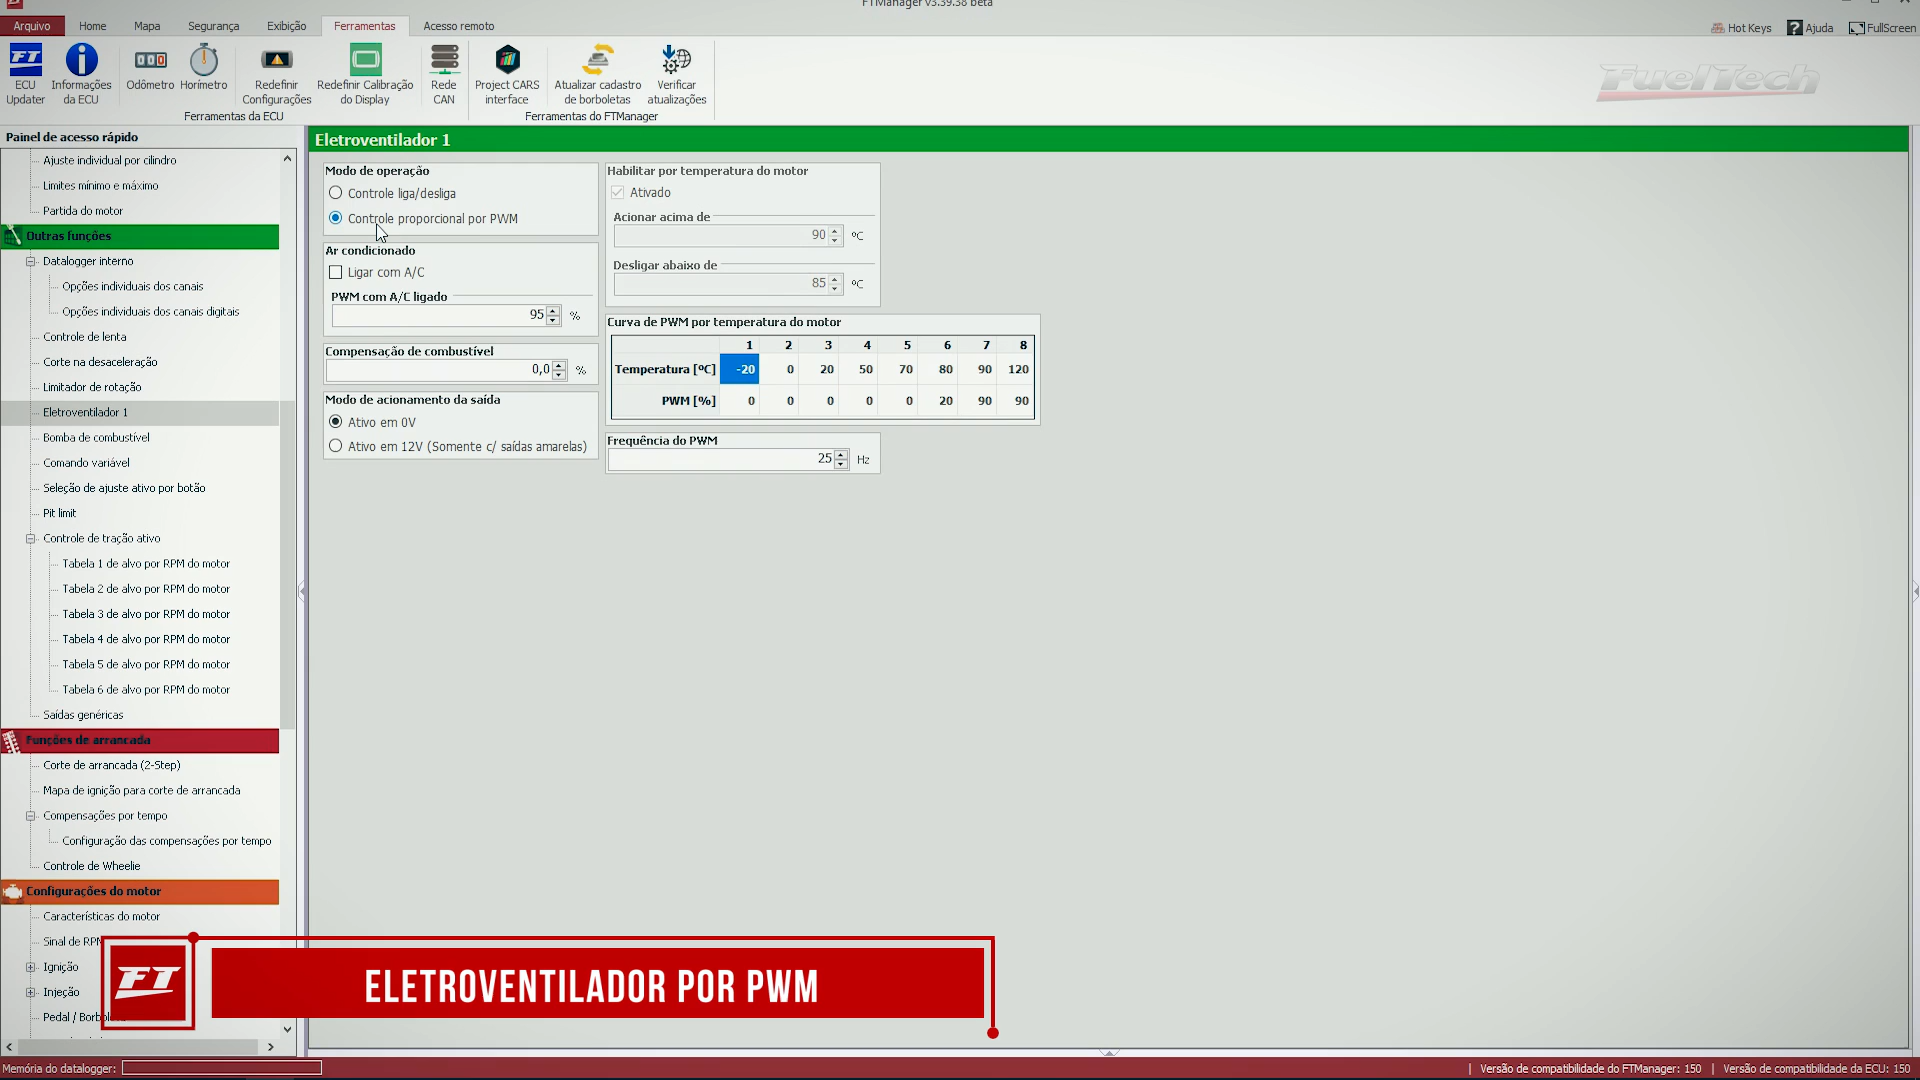 FTManager v3.39.38 beta
Arquivo Home Mapa Segurança Exibição Ferramentas Acesso remoto Hot Keys Ajuda FullScreen
FT
ECU Updater
Informações da ECU
Odômetro
Horímetro
Redefinir Configurações
Redefinir Calibração do Display
Rede CAN
Project CARS interface
Atualizar cadastro de borboletas
Verificar atualizações
Ferramentas da ECU
Ferramentas do FTManager
FuelTech
Painel de acesso rápido
Ajuste individual por cilindro
Limites mínimo e máximo
Partida do motor
Outras funções
Datalogger interno
Opções individuais dos canais
Opções individuais dos canais digitais
Controle de lenta
Corte na desaceleração
Limitador de rotação
Eletroventilador 1
Bomba de combustível
Comando variável
Seleção de ajuste ativo por botão
Pit limit
Controle de tração ativo
Tabela 1 de alvo por RPM do motor
Tabela 2 de alvo por RPM do motor
Tabela 3 de alvo por RPM do motor
Tabela 4 de alvo por RPM do motor
Tabela 5 de alvo por RPM do motor
Tabela 6 de alvo por RPM do motor
Saídas genéricas
Funções de arrancada
Corte de arrancada (2-Step)
Mapa de ignição para corte de arrancada
Compensações por tempo
Configuração das compensações por tempo
Controle de Wheelie
Configurações do motor
Características do motor
Sinal de RPM
Ignição
Injeção
Pedal /
Eletroventilador 1
Modo de operação
Controle liga/desliga
Controle proporcional por PWM
Ar condicionado
Ligar com A/C
PWM com A/C ligado
95 %
Compensação de combustível
0,0 %
Modo de acionamento da saída
Ativo em 0V
Ativo em 12V (Somente c/ saídas amarelas)
Habilitar por temperatura do motor
Ativado
Acionar acima de
90 ºC
Desligar abaixo de
85 ºC
Curva de PWM por temperatura do motor
1 2 3 4 5 6 7 8
Temperatura [ºC] -20 0 20 50 70 80 90 120
PWM [%] 0 0 0 0 0 20 90 90
Frequência do PWM
25 Hz
FT
ELETROVENTILADOR POR PWM
Memória do datalogger:
| Versão de compatibilidade do FTManager: 150 | Versão de compatibilidade da ECU: 150